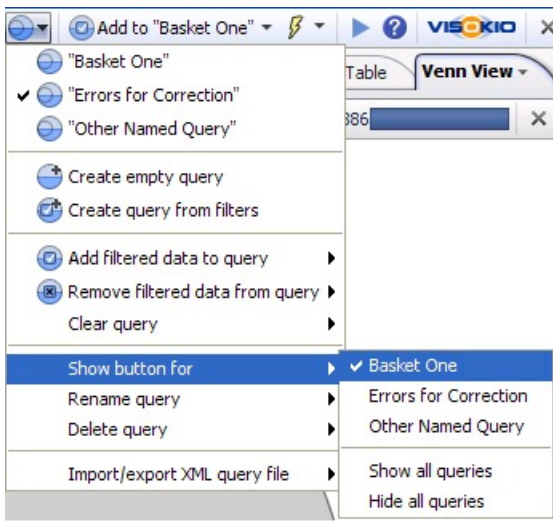 Add to "Basket One"
VISOKIO
"Basket One"
Table
Venn View
"Errors for Correction"
386
"Other Named Query"
Create empty query
Create query from filters
Add filtered data to query
Remove filtered data from query
Clear query
Show button for
Basket One
Rename query
Errors for Correction
Delete query
Other Named Query
Import/export XML query file
Show all queries
Hide all queries